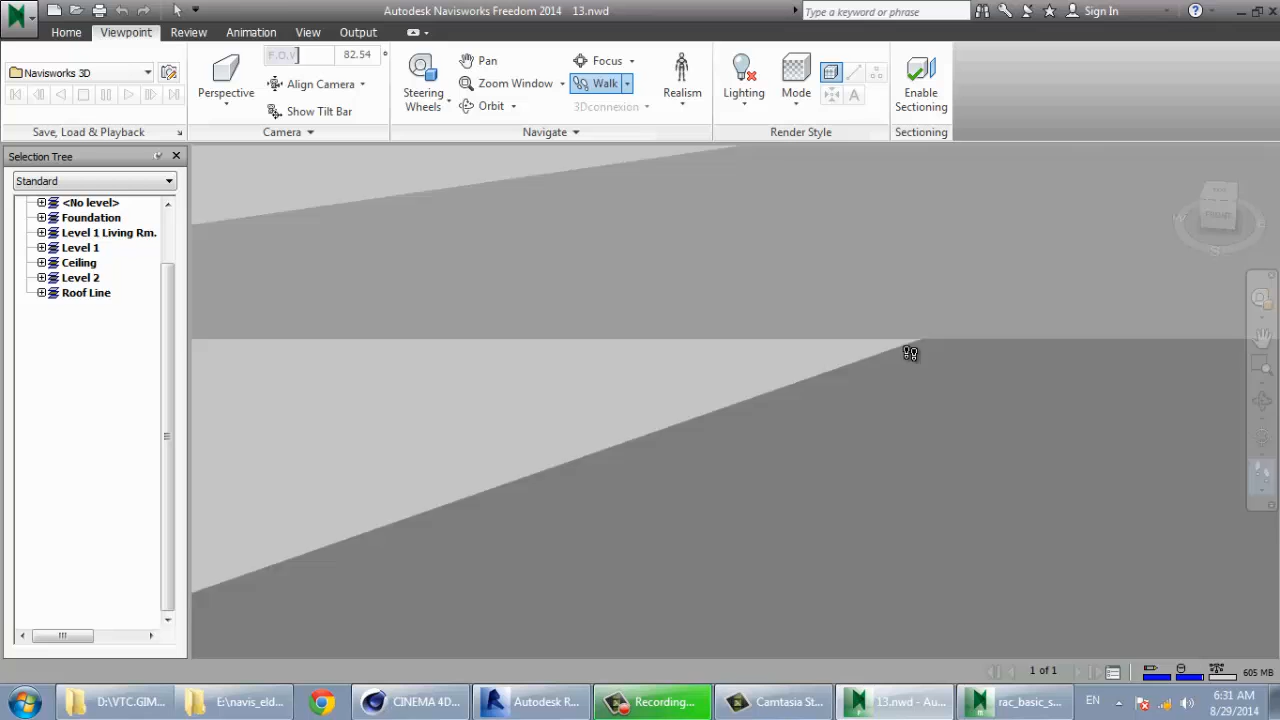 Autodesk Navisworks Freedom 2014 13.nwd
Type a keyword or phrase
Sign In
Home Viewpoint Review Animation View Output
Navisworks 3D
Save, Load & Playback
Perspective
F.O.V. 82.54
Align Camera
Show Tilt Bar
Camera
Steering Wheels
Pan
Zoom Window
Orbit
Focus
Walk
3Dconnexion
Navigate
Realism
Lighting
Mode
Render Style
Enable Sectioning
Sectioning
Selection Tree
Standard
<No level>
Foundation
Level 1 Living Rm.
Level 1
Ceiling
Level 2
Roof Line
FRONT
W
S
1 of 1
605 MB
D:\VTC.GIM...
E:\navis_eld...
CINEMA 4D...
Autodesk R...
Recording...
Camtasia St...
13.nwd - Au...
rac_basic_s...
EN
6:31 AM
8/29/2014